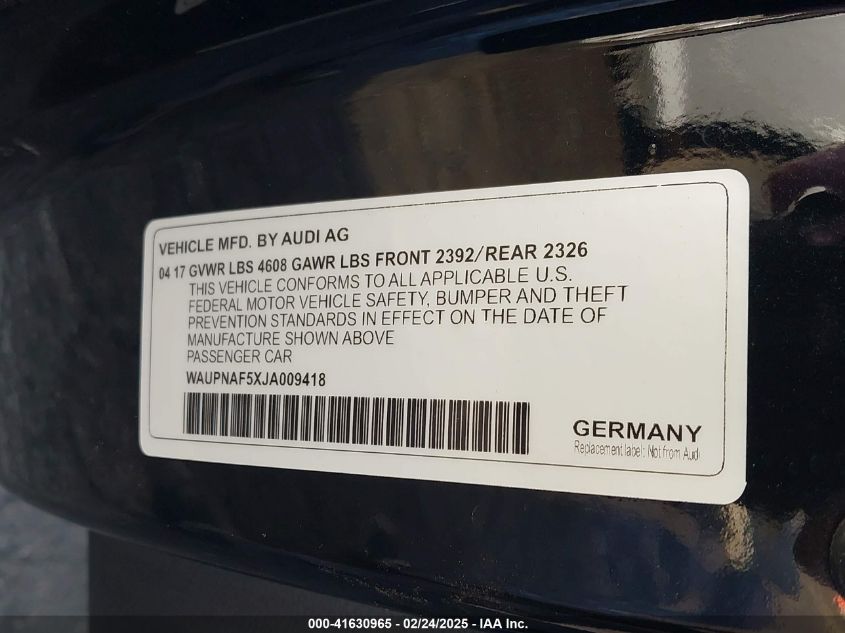 VEHICLE MFD. BY AUDI AG
04 17 GVWR LBS 4608 GAWR LBS FRONT 2392/REAR 2326
THIS VEHICLE CONFORMS TO ALL APPLICABLE U.S.
FEDERAL MOTOR VEHICLE SAFETY, BUMPER AND THEFT
PREVENTION STANDARDS IN EFFECT ON THE DATE OF
MANUFACTURE SHOWN ABOVE
PASSENGER CAR
WAUPNAF5XJA009418
GERMANY
Replacement label: Not from Audi
000-41630965 - 02/24/2025 - IAA Inc.